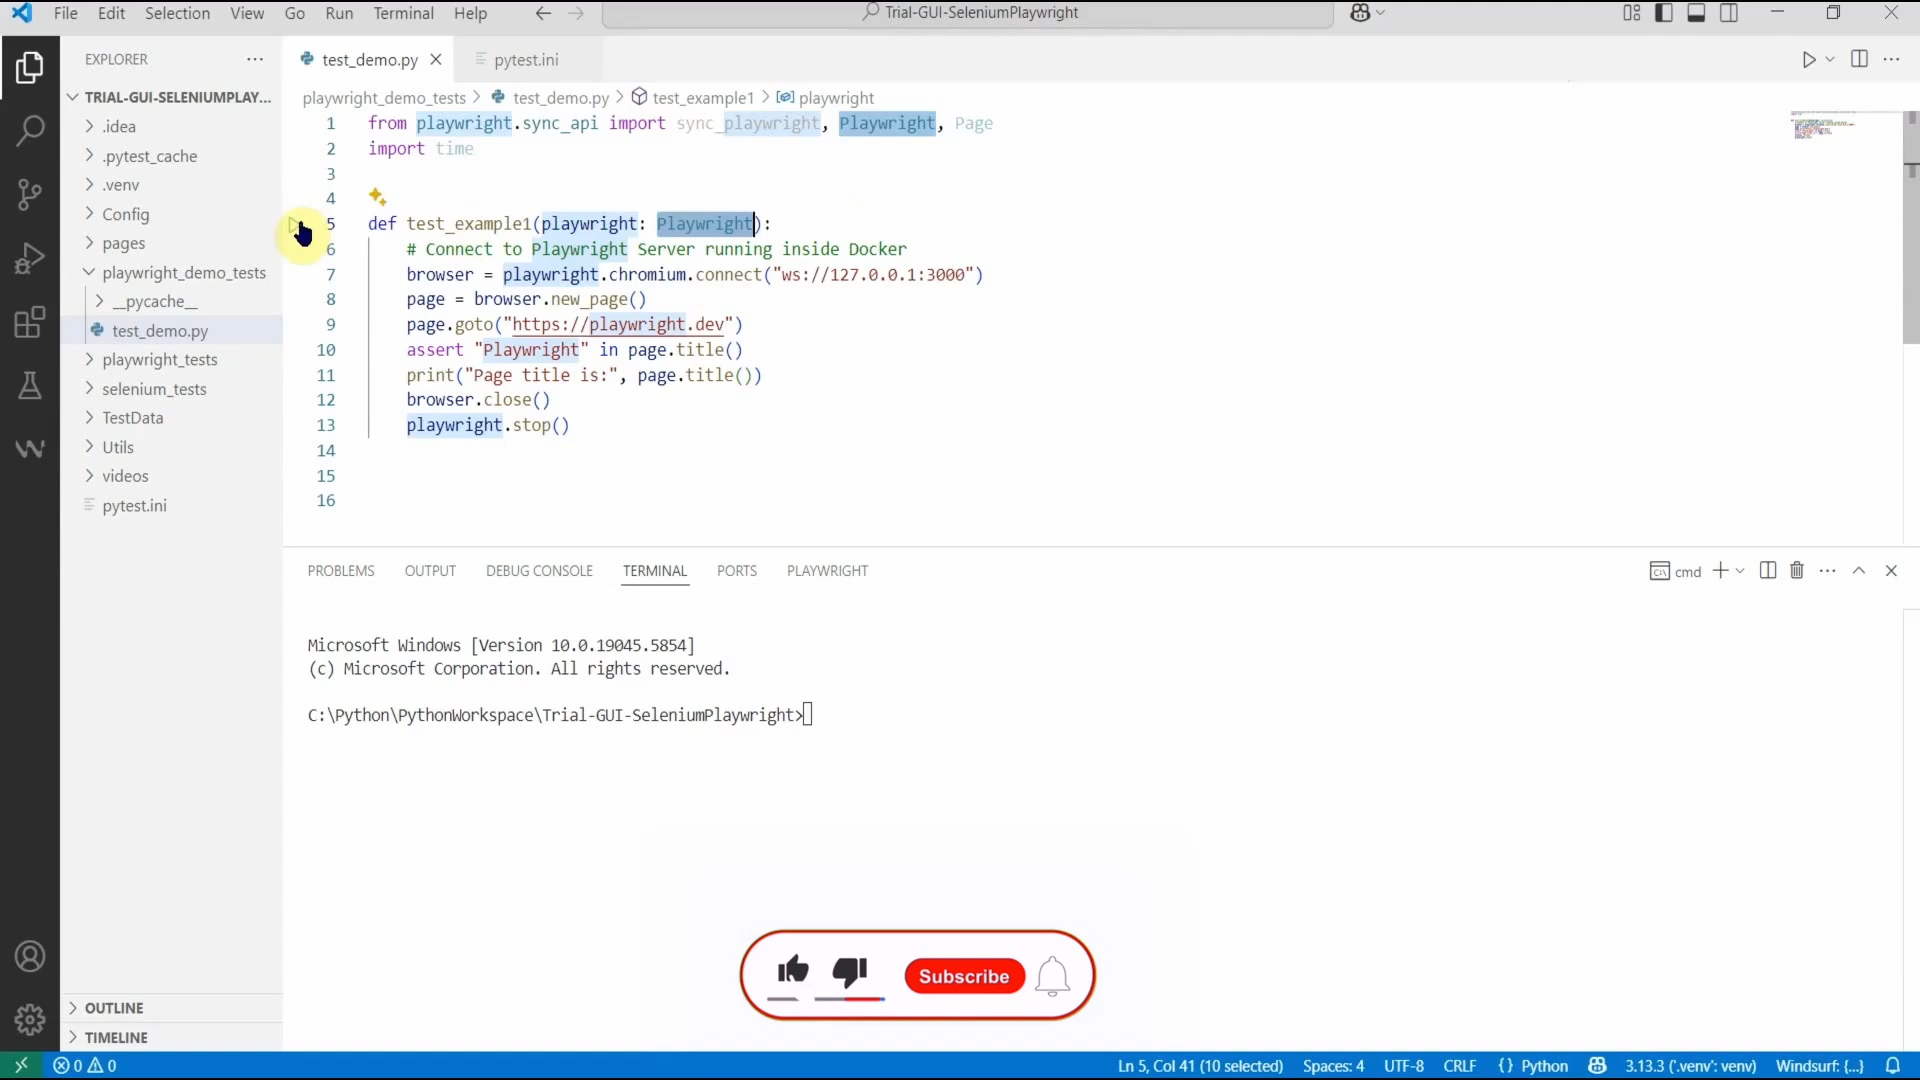 File Edit Selection View Go Run Terminal Help
Trial-GUI-SeleniumPlaywright
EXPLORER
TRIAL-GUI-SELENIUMPLAY...
.idea
.pytest_cache
.venv
Config
pages
playwright_demo_tests
__pycache__
test_demo.py
playwright_tests
selenium_tests
TestData
Utils
videos
pytest.ini
OUTLINE
TIMELINE
test_demo.py
pytest.ini
playwright_demo_tests > test_demo.py > test_example1 > playwright
1 from playwright.sync_api import sync_playwright, Playwright, Page
2 import time
3
4
5 def test_example1(playwright: Playwright):
6 # Connect to Playwright Server running inside Docker
7 browser = playwright.chromium.connect("ws://127.0.0.1:3000")
8 page = browser.new_page()
9 page.goto("https://playwright.dev")
10 assert "Playwright" in page.title()
11 print("Page title is:", page.title())
12 browser.close()
13 playwright.stop()
14
15
16
PROBLEMS OUTPUT DEBUG CONSOLE TERMINAL PORTS PLAYWRIGHT
cmd
Microsoft Windows [Version 10.0.19045.5854]
(c) Microsoft Corporation. All rights reserved.
C:\Python\PythonWorkspace\Trial-GUI-SeleniumPlaywright>
Subscribe
0 0 Ln 5, Col 41 (10 selected) Spaces: 4 UTF-8 CRLF {} Python 3.13.3 ('.venv': venv) Windsurf: {...}